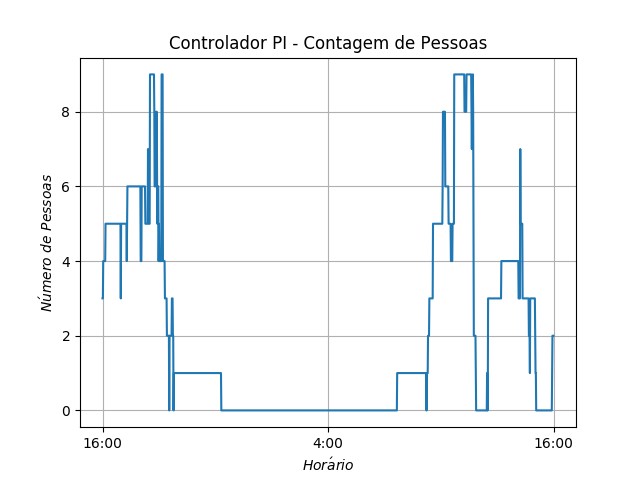 Controlador PI - Contagem de Pessoas
8
6
4
2
0
Número de Pessoas
16:00
4:00
16:00
Horário